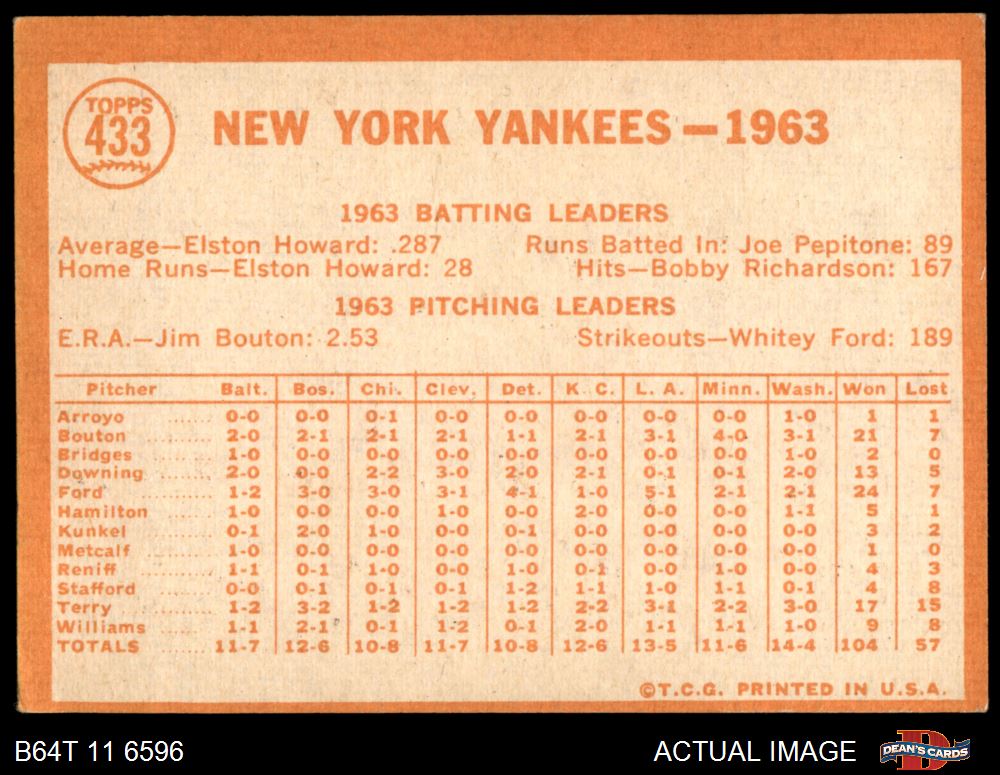 TOPPS
433
NEW YORK YANKEES—1963
1963 BATTING LEADERS
Average—Elston Howard: .287 Runs Batted In: Joe Pepitone: 89
Home Runs—Elston Howard: 28 Hits—Bobby Richardson: 167
1963 PITCHING LEADERS
E.R.A.—Jim Bouton: 2.53 Strikeouts—Whitey Ford: 189
Pitcher Balt. Bos. Chi. Clev. Det. K. C. L. A. Minn. Wash. Won Lost
Arroyo ...... 0-0 0-0 0-1 0-0 0-0 0-0 0-0 0-0 1-0 1 1
Bouton ........... 2-0 2-1 2-1 2-1 1-1 2-1 3-1 4-0 3-1 21 7
Bridges ......... 1-0 0-0 0-0 0-0 0-0 0-0 0-0 0-0 1-0 2 0
Downing ......... 2-0 0-0 2-2 3-0 2-0 2-1 0-1 0-1 2-0 13 5
Ford ............ 1-2 3-0 3-0 3-1 4-1 1-0 5-1 2-1 2-1 24 7
Hamilton ....... 1-0 0-0 0-0 1-0 0-0 2-0 0-0 0-0 1-1 5 1
Kunkel ......... 0-1 2-0 1-0 0-0 0-1 0-0 0-0 0-0 0-0 3 2
Metcalf ...... 1-0 0-0 0-0 0-0 0-0 0-0 0-0 0-0 0-0 1 0
Reniff .......... 1-1 0-1 1-0 0-0 1-0 0-1 0-0 1-0 0-0 4 3
Stafford ........ 0-0 0-1 0-1 0-1 1-2 1-1 1-0 1-1 0-1 4 8
Terry ........... 1-2 3-2 1-2 1-2 1-2 2-2 3-1 2-2 3-0 17 15
Williams ...... 1-1 2-1 0-1 1-2 0-1 2-0 1-1 1-1 1-0 9 8
TOTALS 11-7 12-6 10-8 11-7 10-8 12-6 13-5 11-6 14-4 104 57
©T.C.G. PRINTED IN U.S.A.
B64T 11 6596 ACTUAL IMAGE DEAN'S CARDS